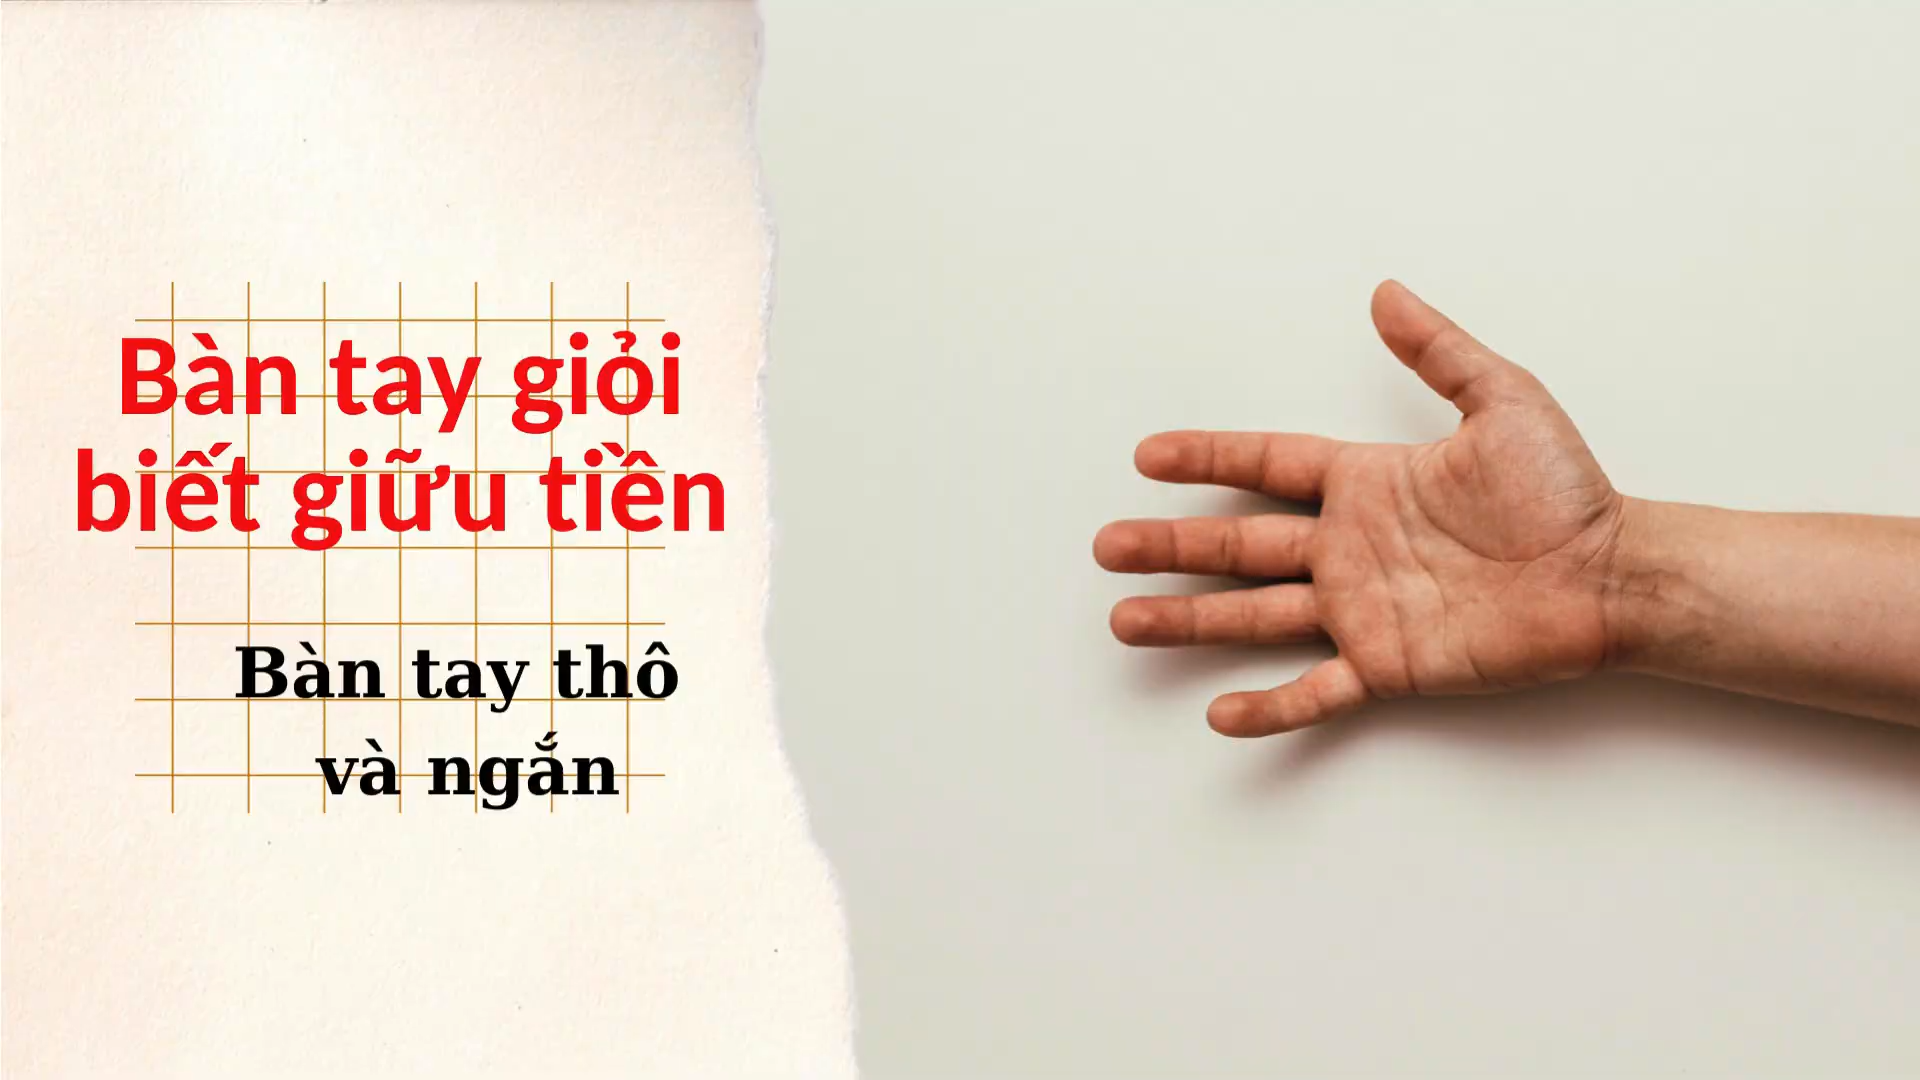 Bàn tay giỏi
biết giữu tiền
Bàn tay thô
và ngắn